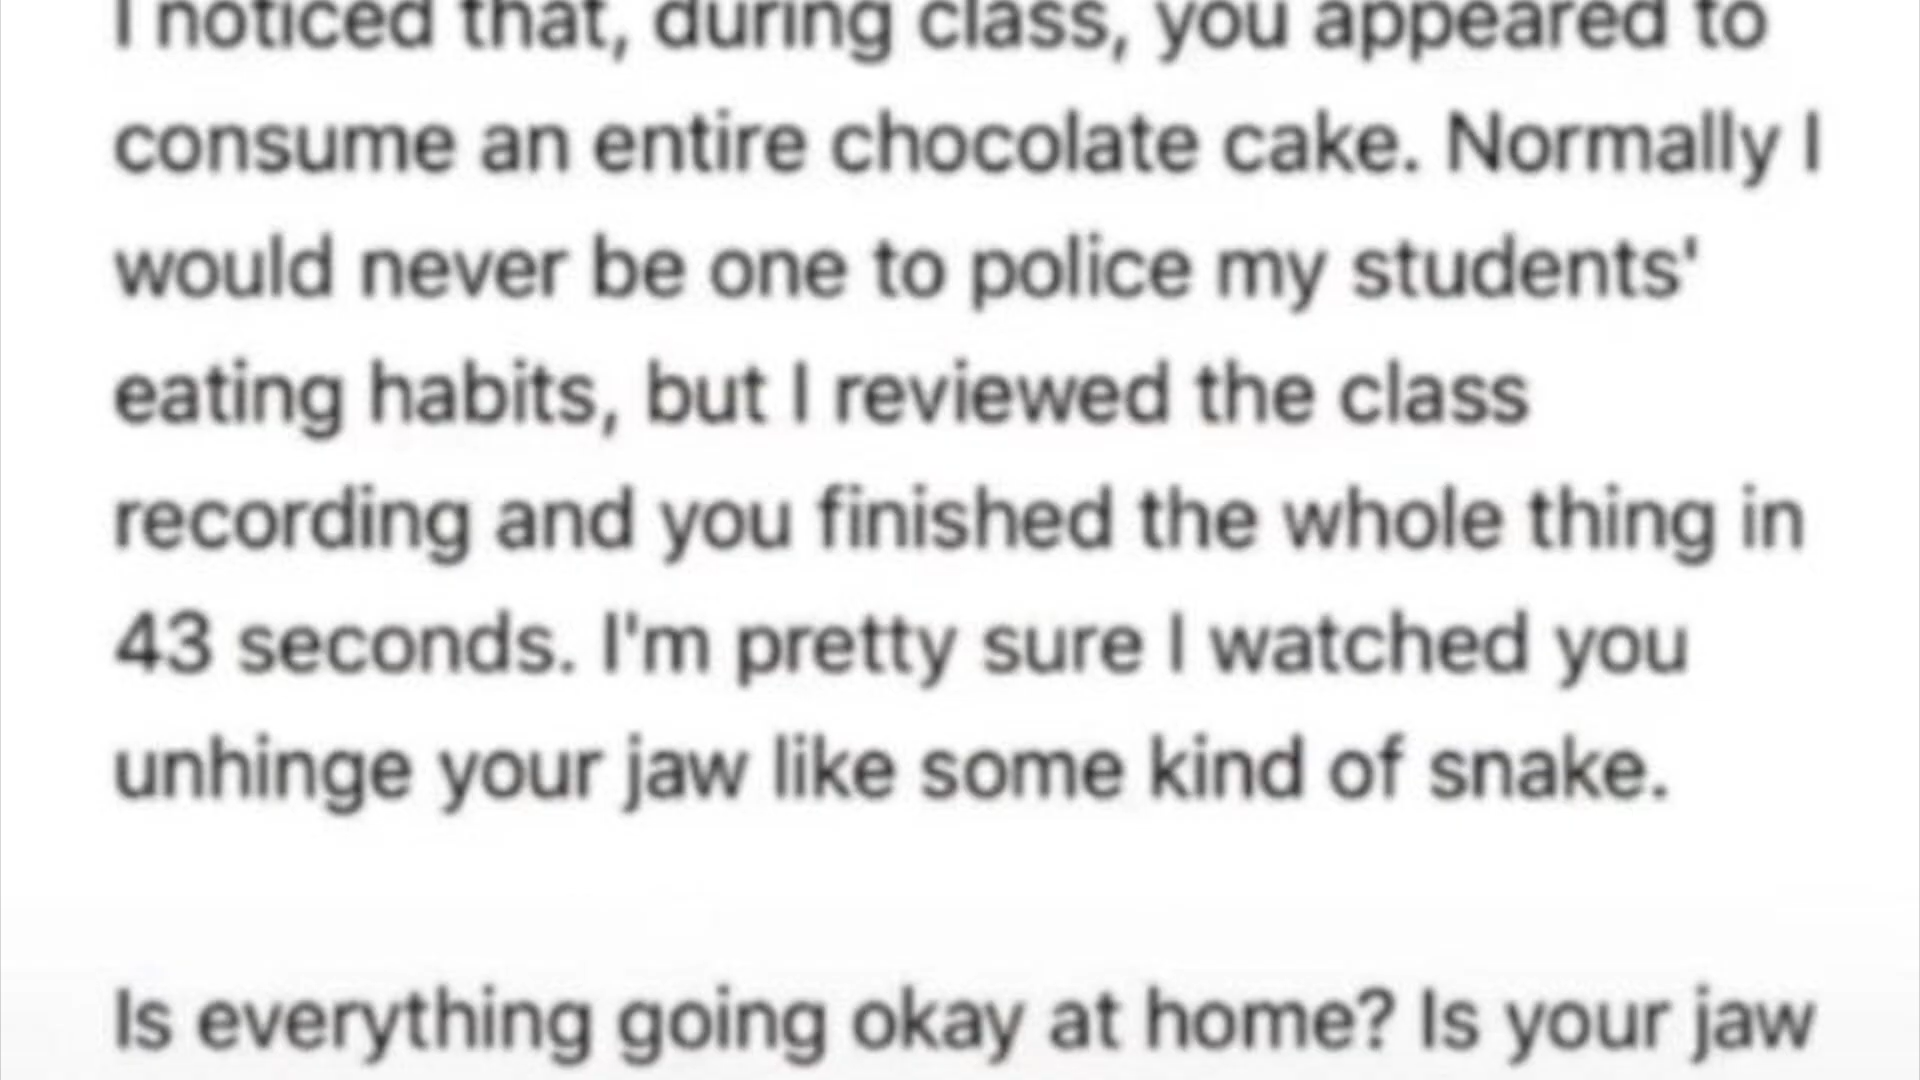 I noticed that, during class, you appeared to
consume an entire chocolate cake. Normally I
would never be one to police my students'
eating habits, but I reviewed the class
recording and you finished the whole thing in
43 seconds. I'm pretty sure I watched you
unhinge your jaw like some kind of snake.
Is everything going okay at home? Is your jaw